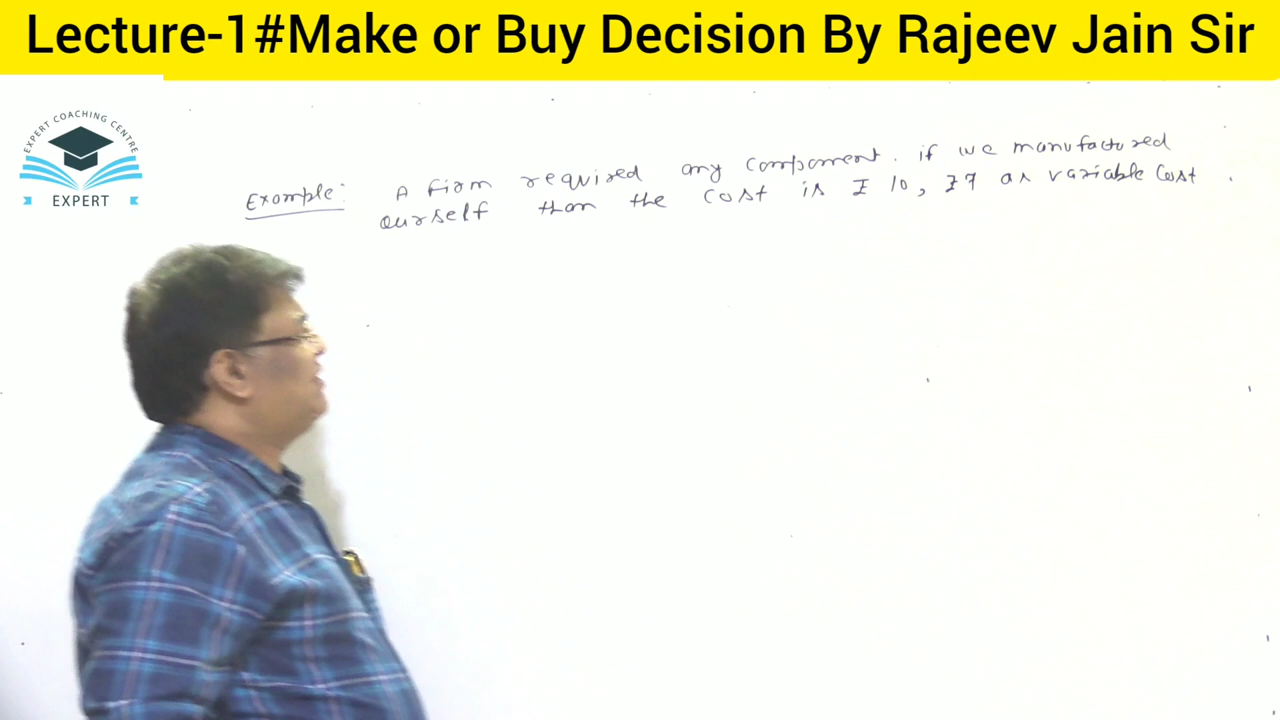 Lecture-1#Make or Buy Decision By Rajeev Jain Sir
EXPERT COACHING CENTRE
EXPERT
Example: A firm required any component. if we manufactured
ourself than the cost is ₹ 10, ₹7 as variable cost.